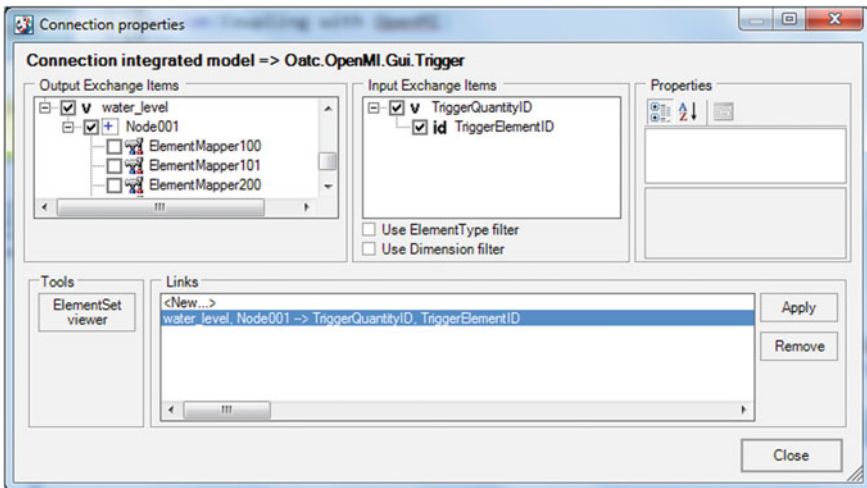 Connection properties
Connection integrated model => Oatc.OpenMI.Gui.Trigger
Output Exchange Items
v water_level
Node001
ElementMapper100
ElementMapper101
ElementMapper200
Input Exchange Items
v TriggerQuantityID
id TriggerElementID
Use ElementType filter
Use Dimension filter
Properties
Tools
ElementSet
viewer
Links
<New...>
water_level, Node001 --> TriggerQuantityID, TriggerElementID
Apply
Remove
Close